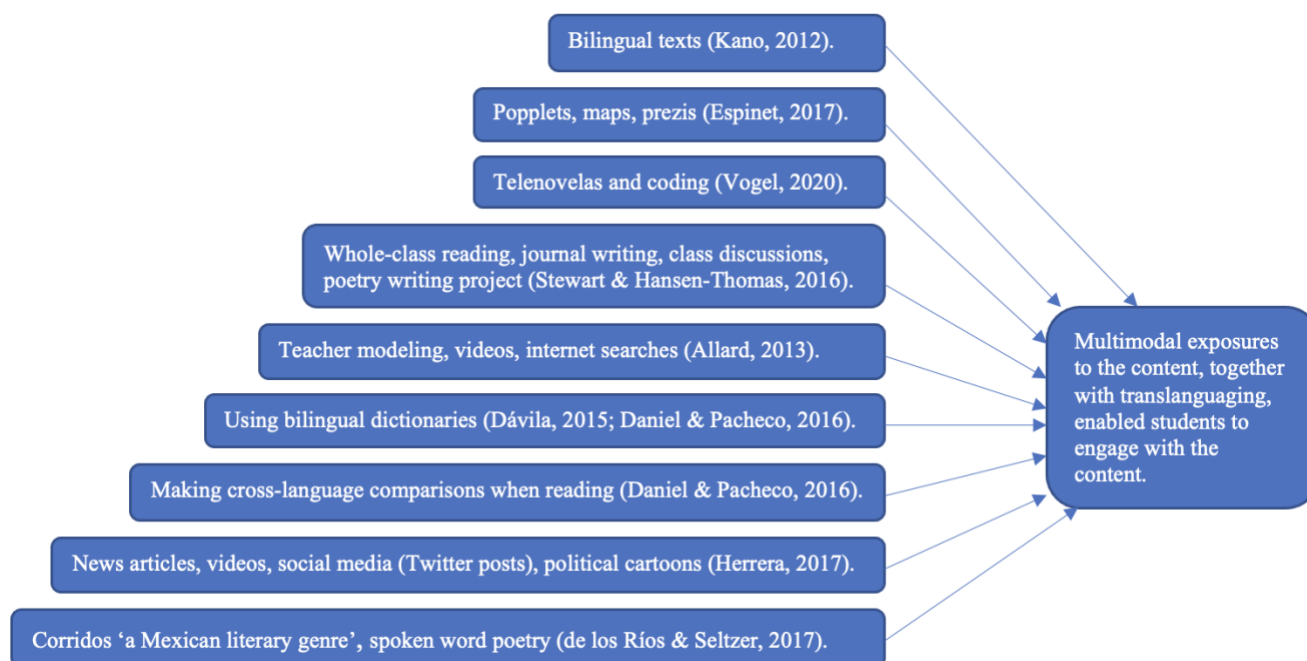 Bilingual texts (Kano, 2012).
Popplets, maps, prezis (Espinet, 2017).
Telenovelas and coding (Vogel, 2020).
Whole-class reading, journal writing, class discussions,
poetry writing project (Stewart & Hansen-Thomas, 2016).
Teacher modeling, videos, internet searches (Allard, 2013).
Using bilingual dictionaries (Dávila, 2015; Daniel & Pacheco, 2016).
Making cross-language comparisons when reading (Daniel & Pacheco, 2016).
News articles, videos, social media (Twitter posts), political cartoons (Herrera, 2017).
Corridos ‘a Mexican literary genre’, spoken word poetry (de los Ríos & Seltzer, 2017).
Multimodal exposures
to the content, together
with translanguaging,
enabled students to
engage with the
content.